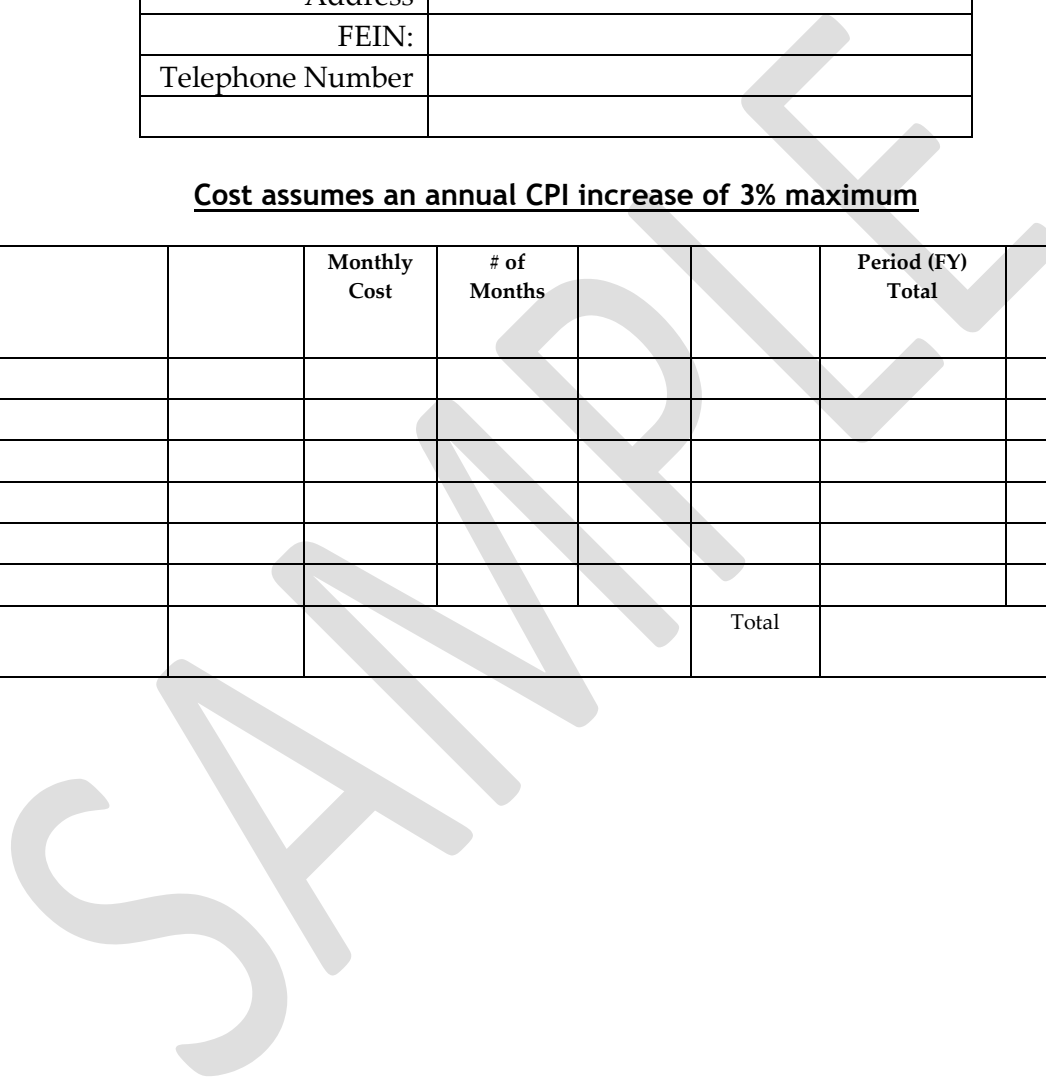 Address
FEIN:
Telephone Number
Cost assumes an annual CPI increase of 3% maximum
Monthly Cost
# of Months
Period (FY) Total
Total
SAMPLE